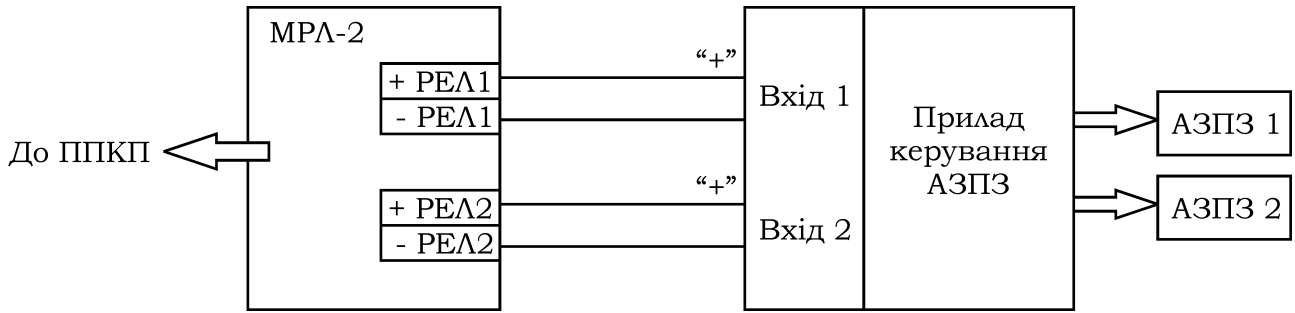 МРЛ-2
+ РЕЛ1
- РЕЛ1
“+”
Вхід 1
До ППКП
+ РЕЛ2
- РЕЛ2
“+”
Вхід 2
Прилад
керування
АЗПЗ
АЗПЗ 1
АЗПЗ 2